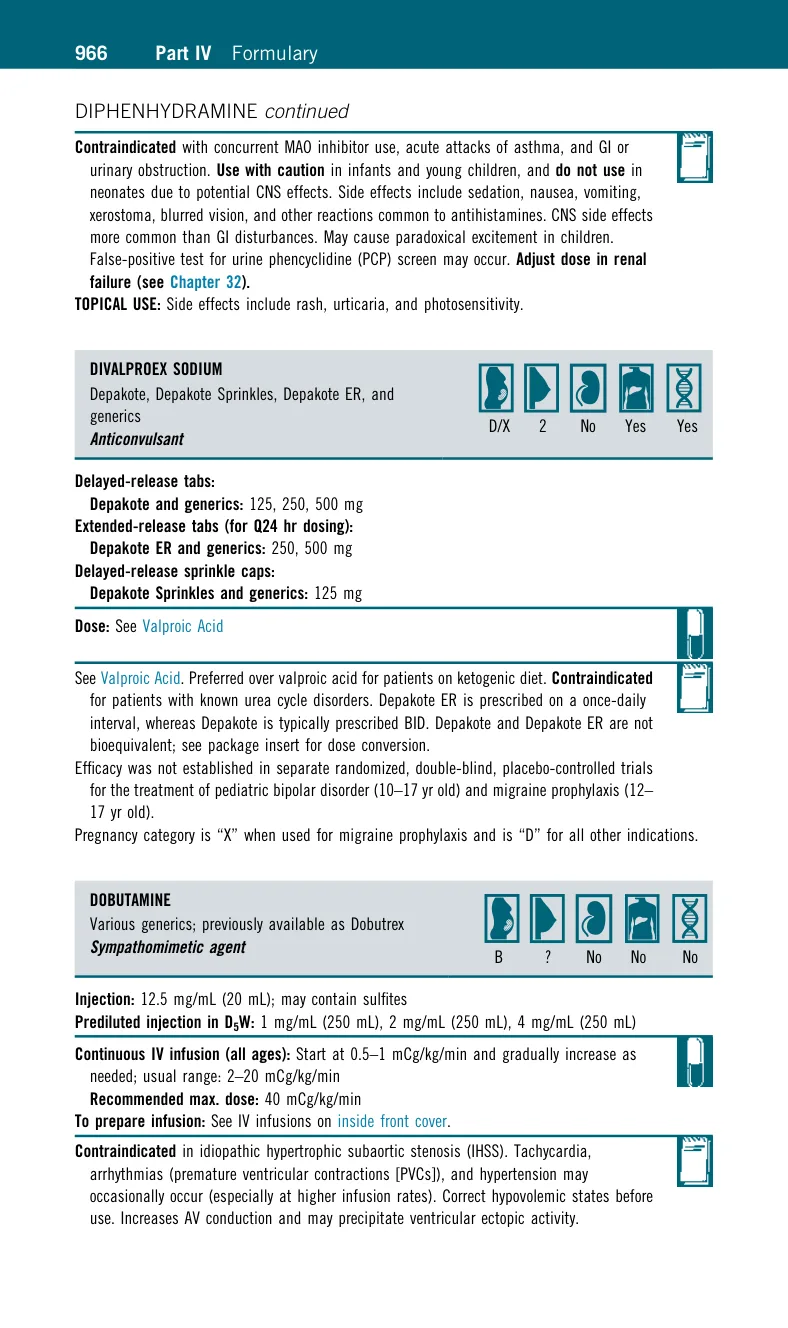 966 Part IV Formulary
DIPHENHYDRAMINE continued
Contraindicated with concurrent MAO inhibitor use, acute attacks of asthma, and GI or
urinary obstruction. Use with caution in infants and young children, and do not use in
neonates due to potential CNS effects. Side effects include sedation, nausea, vomiting,
xerostoma, blurred vision, and other reactions common to antihistamines. CNS side effects
more common than GI disturbances. May cause paradoxical excitement in children.
False-positive test for urine phencyclidine (PCP) screen may occur. Adjust dose in renal
failure (see Chapter 32).
TOPICAL USE: Side effects include rash, urticaria, and photosensitivity.
DIVALPROEX SODIUM
Depakote, Depakote Sprinkles, Depakote ER, and
generics
Anticonvulsant
D/X 2 No Yes Yes
Delayed-release tabs:
Depakote and generics: 125, 250, 500 mg
Extended-release tabs (for Q24 hr dosing):
Depakote ER and generics: 250, 500 mg
Delayed-release sprinkle caps:
Depakote Sprinkles and generics: 125 mg
Dose: See Valproic Acid
See Valproic Acid. Preferred over valproic acid for patients on ketogenic diet. Contraindicated
for patients with known urea cycle disorders. Depakote ER is prescribed on a once-daily
interval, whereas Depakote is typically prescribed BID. Depakote and Depakote ER are not
bioequivalent; see package insert for dose conversion.
Efficacy was not established in separate randomized, double-blind, placebo-controlled trials
for the treatment of pediatric bipolar disorder (10–17 yr old) and migraine prophylaxis (12–
17 yr old).
Pregnancy category is “X” when used for migraine prophylaxis and is “D” for all other indications.
DOBUTAMINE
Various generics; previously available as Dobutrex
Sympathomimetic agent
B ? No No No
Injection: 12.5 mg/mL (20 mL); may contain sulfites
Prediluted injection in D₅W: 1 mg/mL (250 mL), 2 mg/mL (250 mL), 4 mg/mL (250 mL)
Continuous IV infusion (all ages): Start at 0.5–1 mCg/kg/min and gradually increase as
needed; usual range: 2–20 mCg/kg/min
Recommended max. dose: 40 mCg/kg/min
To prepare infusion: See IV infusions on inside front cover.
Contraindicated in idiopathic hypertrophic subaortic stenosis (IHSS). Tachycardia,
arrhythmias (premature ventricular contractions [PVCs]), and hypertension may
occasionally occur (especially at higher infusion rates). Correct hypovolemic states before
use. Increases AV conduction and may precipitate ventricular ectopic activity.